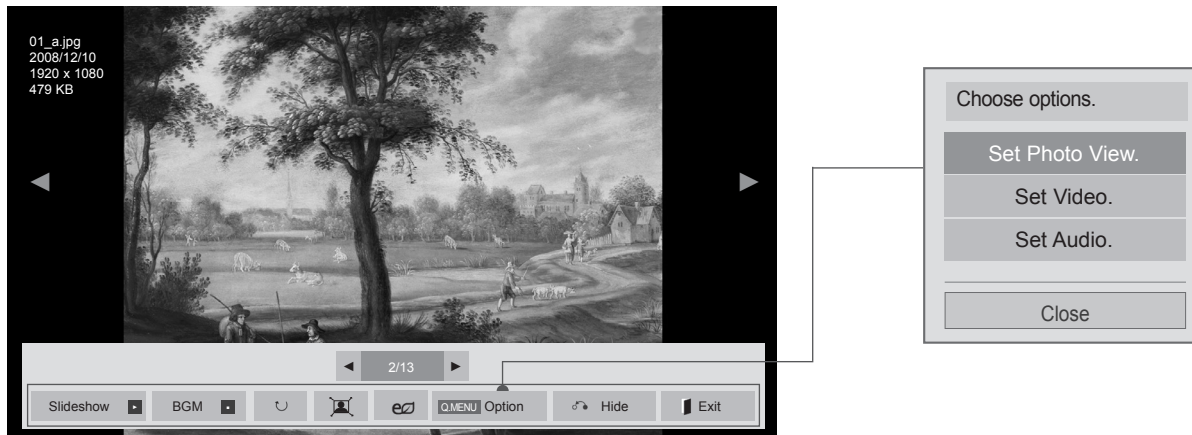 01_a.jpg
2008/12/10
1920 x 1080
479 KB
2/13
Slideshow
BGM
Q.MENU Option
Hide
Exit
Choose options.
Set Photo View.
Set Video.
Set Audio.
Close